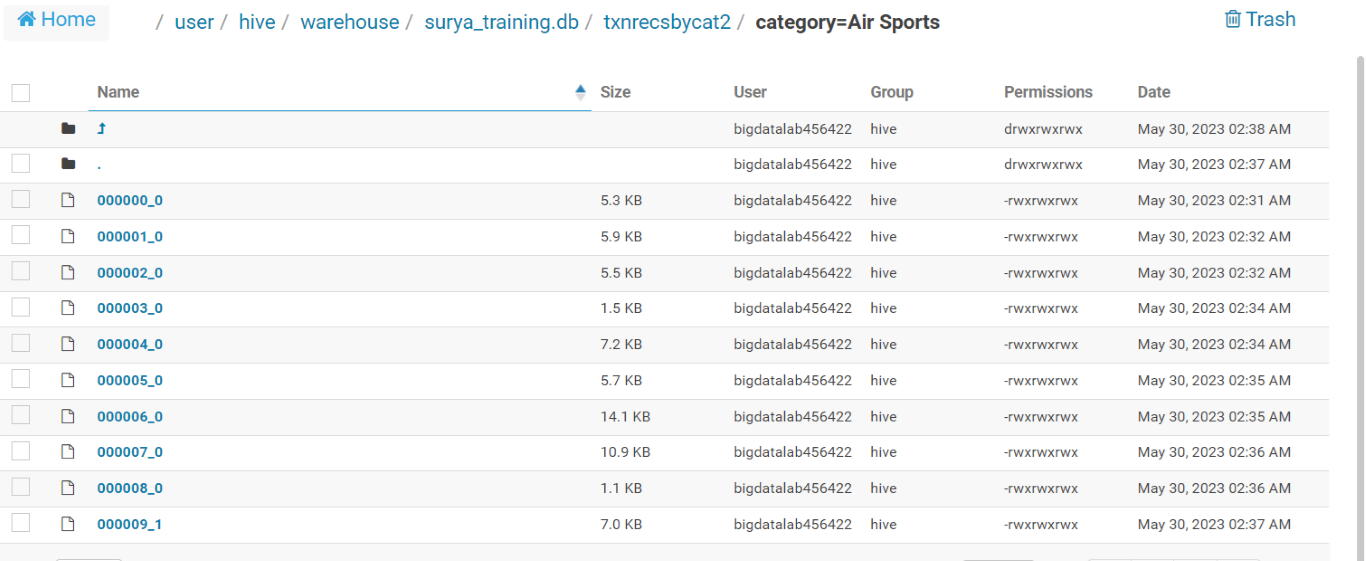 Home / user / hive / warehouse / surya_training.db / txnrecsbycat2 / category=Air Sports Trash
Name Size User Group Permissions Date
bigdatalab456422 hive drwxrwxrwx May 30, 2023 02:38 AM
. bigdatalab456422 hive drwxrwxrwx May 30, 2023 02:37 AM
000000_0 5.3 KB bigdatalab456422 hive -rwxrwxrwx May 30, 2023 02:31 AM
000001_0 5.9 KB bigdatalab456422 hive -rwxrwxrwx May 30, 2023 02:32 AM
000002_0 5.5 KB bigdatalab456422 hive -rwxrwxrwx May 30, 2023 02:32 AM
000003_0 1.5 KB bigdatalab456422 hive -rwxrwxrwx May 30, 2023 02:34 AM
000004_0 7.2 KB bigdatalab456422 hive -rwxrwxrwx May 30, 2023 02:34 AM
000005_0 5.7 KB bigdatalab456422 hive -rwxrwxrwx May 30, 2023 02:35 AM
000006_0 14.1 KB bigdatalab456422 hive -rwxrwxrwx May 30, 2023 02:35 AM
000007_0 10.9 KB bigdatalab456422 hive -rwxrwxrwx May 30, 2023 02:36 AM
000008_0 1.1 KB bigdatalab456422 hive -rwxrwxrwx May 30, 2023 02:36 AM
000009_1 7.0 KB bigdatalab456422 hive -rwxrwxrwx May 30, 2023 02:37 AM